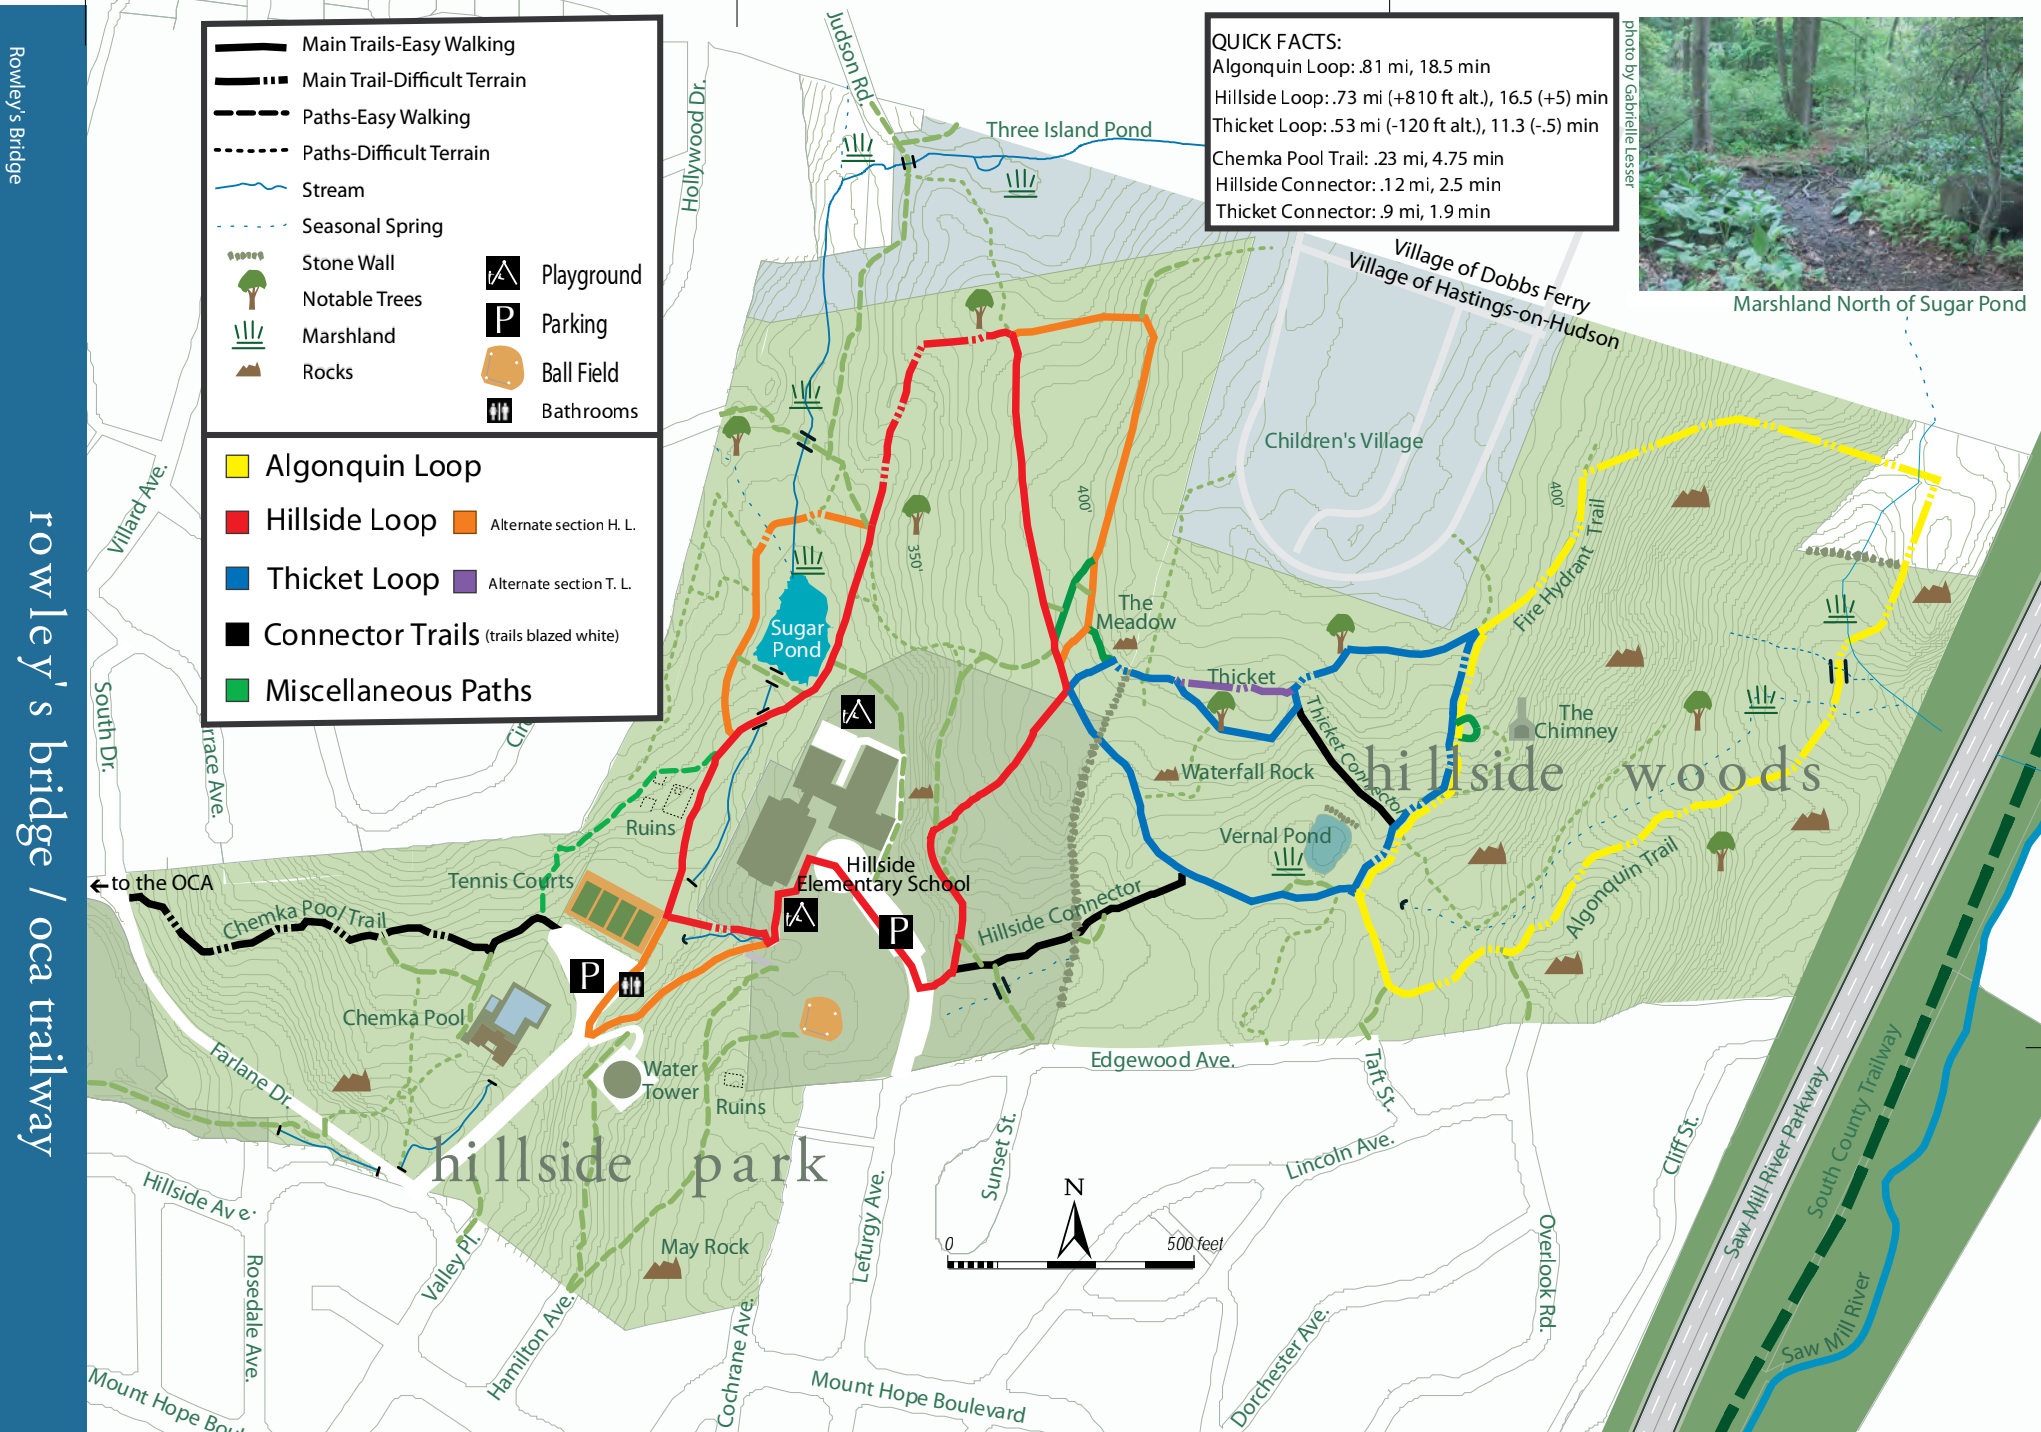 Rowley's Bridge
rowley's bridge / oca trailway
Main Trails-Easy Walking
Main Trail-Difficult Terrain
Paths-Easy Walking
Paths-Difficult Terrain
Stream
Seasonal Spring
Stone Wall
Notable Trees
Marshland
Rocks
Playground
P
Parking
Ball Field
Bathrooms
Algonquin Loop
Hillside Loop
Alternate section H. L.
Thicket Loop
Alternate section T. L.
Connector Trails (trails blazed white)
Miscellaneous Paths
QUICK FACTS:
Algonquin Loop: .81 mi, 18.5 min
Hillside Loop: .73 mi (+810 ft alt.), 16.5 (+5) min
Thicket Loop: .53 mi (-120 ft alt.), 11.3 (-.5) min
Chemka Pool Trail: .23 mi, 4.75 min
Hillside Connector: .12 mi, 2.5 min
Thicket Connector: .9 mi, 1.9 min
photo by Gabrielle Lesser
Marshland North of Sugar Pond
Judson Rd.
Hollywood Dr.
Three Island Pond
Village of Dobbs Ferry
Village of Hastings-on-Hudson
Children's Village
400'
400'
350'
Fire Hydrant Trail
Villard Ave.
South Dr.
rrace Ave.
Cir
Sugar
Pond
The
Meadow
Thicket
Thicket Connector
The
Chimney
hillside woods
Waterfall Rock
Vernal Pond
Ruins
Tennis Courts
Hillside
Elementary School
P
Hillside Connector
Algonquin Trail
to the OCA
Chemka Pool Trail
P
Chemka Pool
Water
Tower
Ruins
Farlane Dr.
hillside park
May Rock
Edgewood Ave.
Taft St.
Sunset St.
Lincoln Ave.
Cliff St.
Saw Mill River Parkway
South County Trailway
Saw Mill River
Overlook Rd.
Dorchester Ave.
Lefurgy Ave.
N
0
500 feet
Hillside Ave.
Rosedale Ave.
Valley Pl.
Hamilton Ave.
Cochrane Ave.
Mount Hope Boulevard
Mount Hope Boul